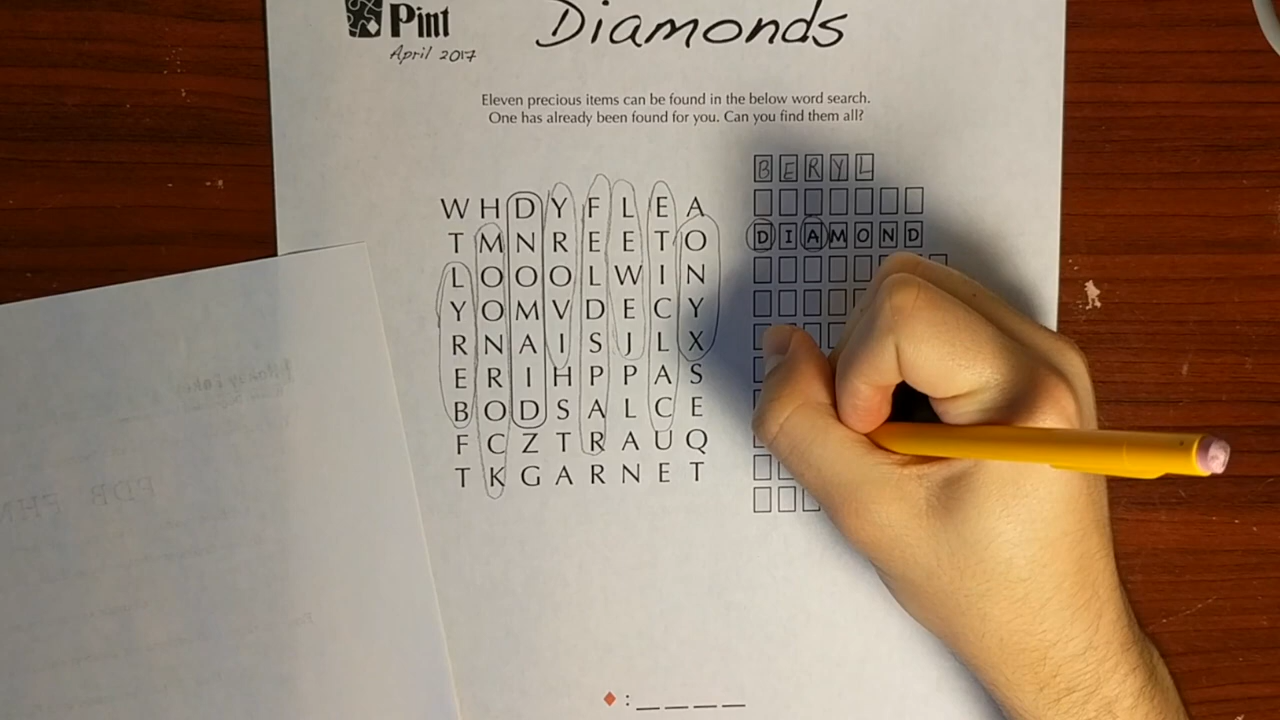 Pint
April 2017
Diamonds
Eleven precious items can be found in the below word search.
One has already been found for you. Can you find them all?
BERYL
DIAMOND
W H D Y F L E A
T M N R E E T O
L O O O L W I N
Y O M V D E C Y
R N A I S J L X
E R I H P P A S
B O D S A L C E
F C Z T R A U Q
T K G A R N E T
: _ _ _ _